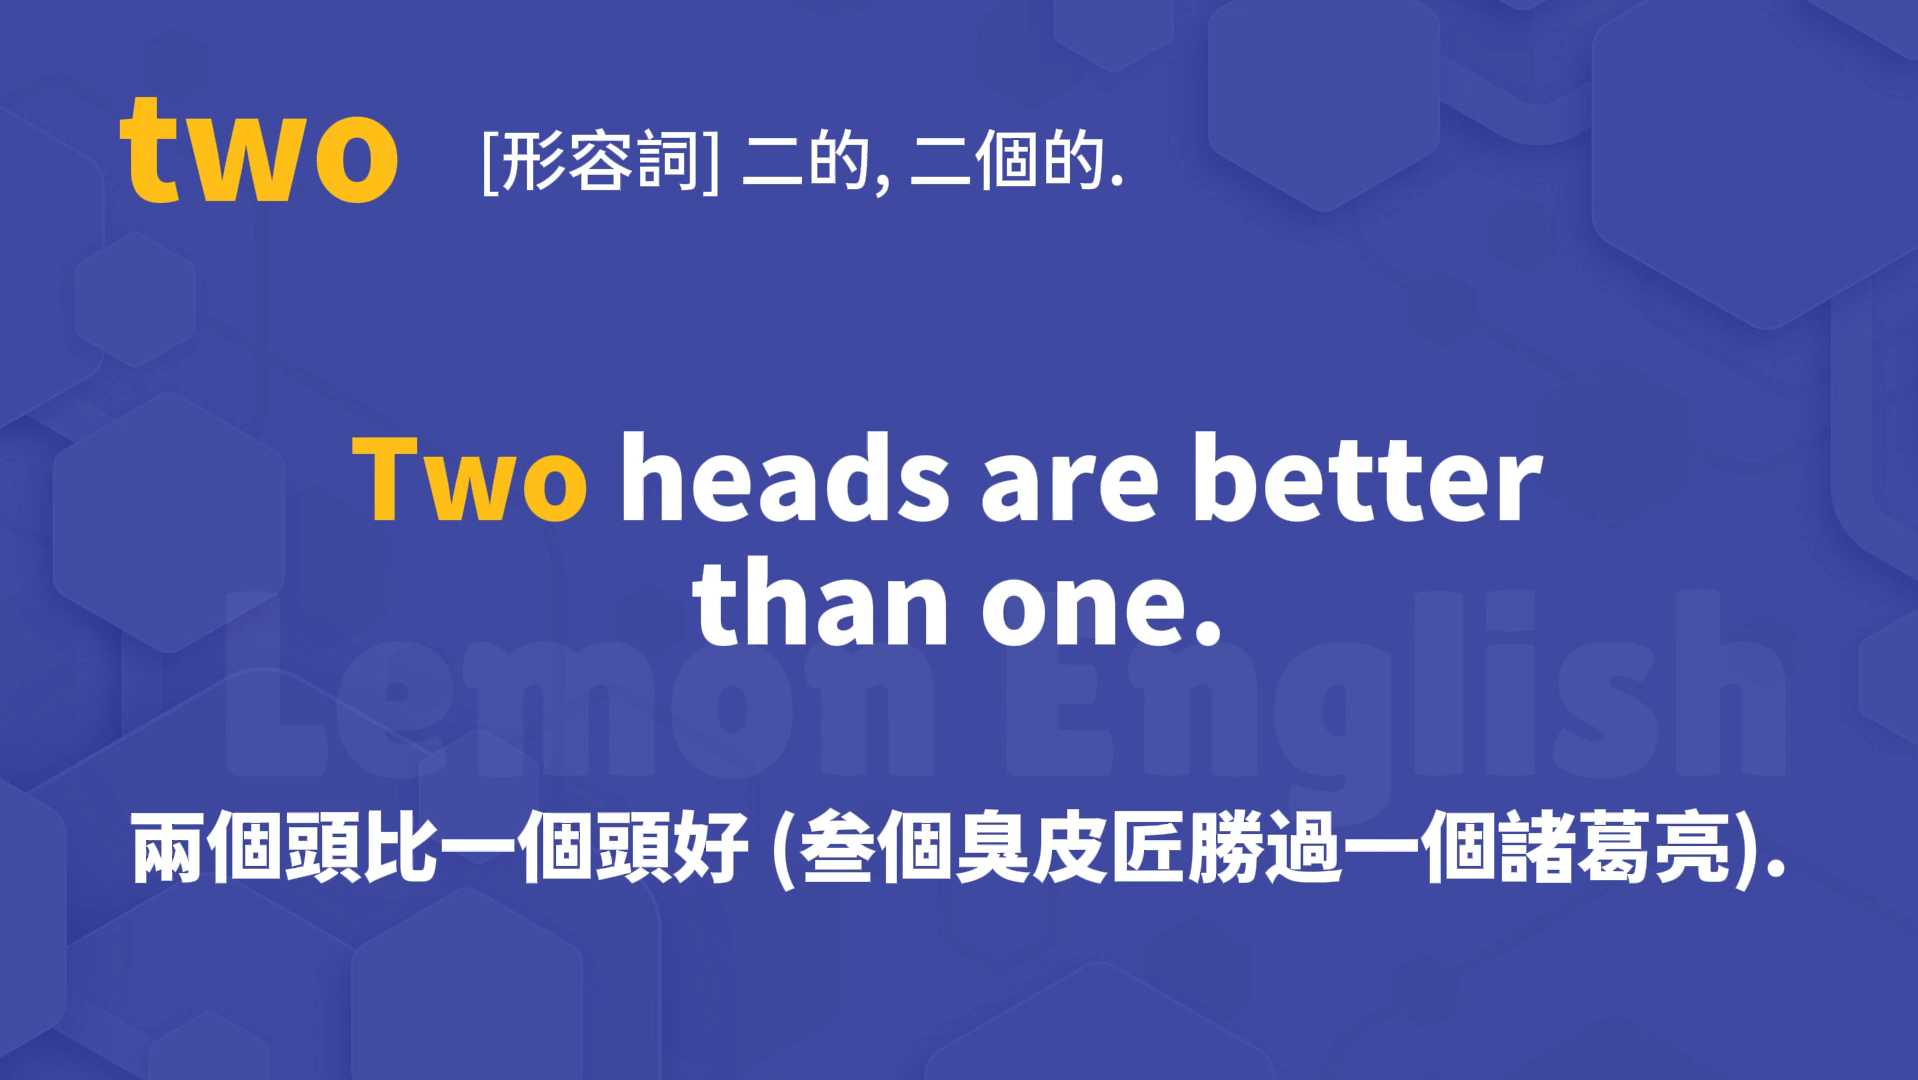 two [形容詞] 二的, 二個的.
Two heads are better
than one.
Lemon English
兩個頭比一個頭好 (叁個臭皮匠勝過一個諸葛亮).